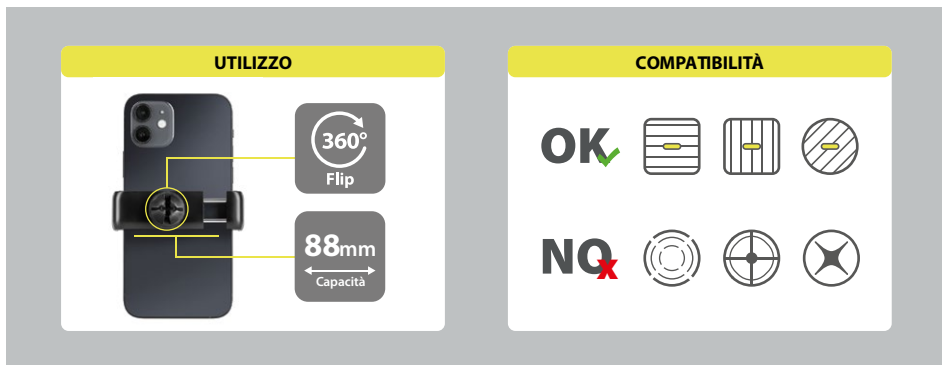 UTILIZZO
360°
Flip
88mm
Capacità
COMPATIBILITÀ
OK
NO